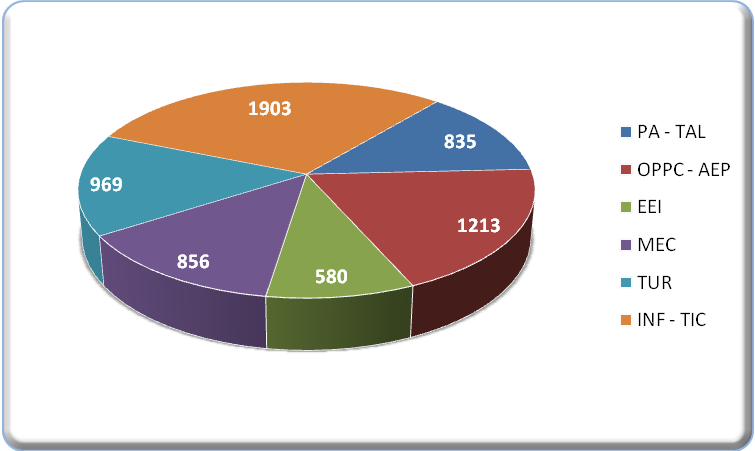 1903
835
969
1213
856
580
PA - TAL
OPPC - AEP
EEI
MEC
TUR
INF - TIC